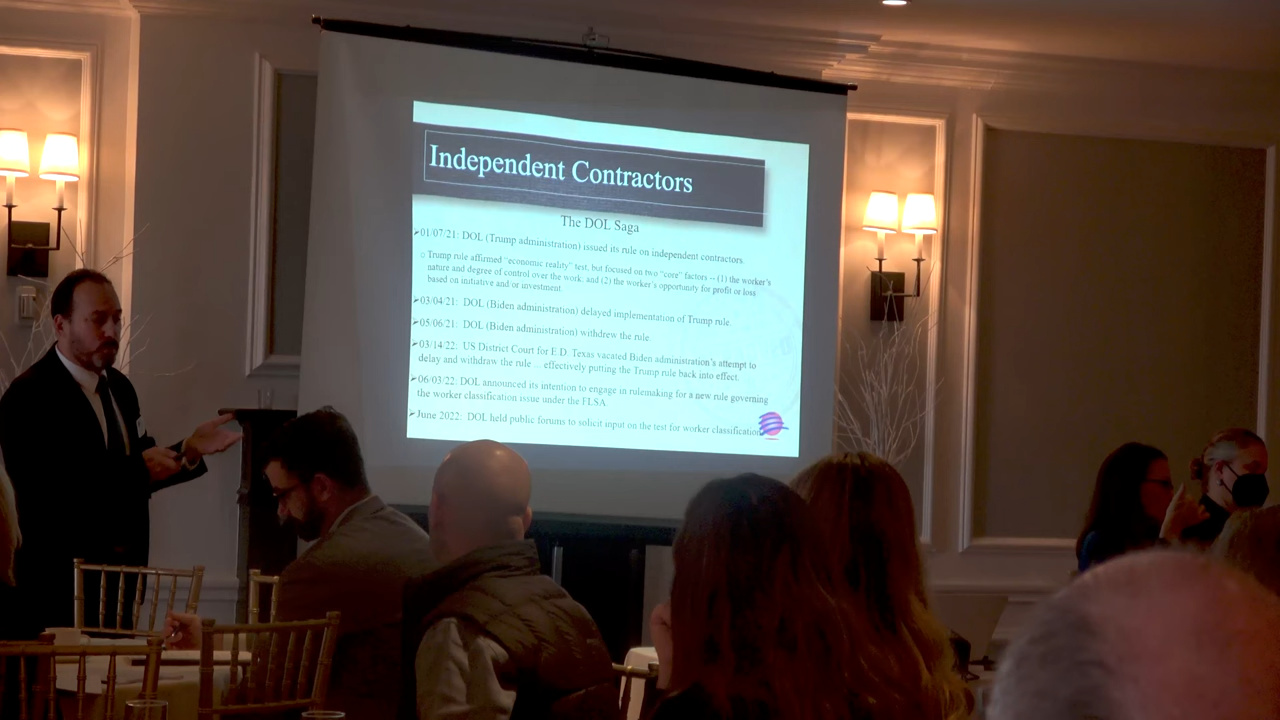 Independent Contractors
The DOL Saga
➢01/07/21: DOL (Trump administration) issued its rule on independent contractors.
○ Trump rule affirmed "economic reality" test, but focused on two "core" factors -- (1) the worker's
nature and degree of control over the work; and (2) the worker's opportunity for profit or loss
based on initiative and or investment.
➢03/04/21: DOL (Biden administration) delayed implementation of Trump rule.
➢05/06/21: DOL (Biden administration) withdrew the rule.
➢03/14/22: US District Court for E.D. Texas vacated Biden administration's attempt to
delay and withdraw the rule ... effectively putting the Trump rule back into effect.
➢06/03/22: DOL announced its intention to engage in rulemaking for a new rule governing
the worker classification issue under the FLSA.
➢June 2022: DOL held public forums to solicit input on the test for worker classification